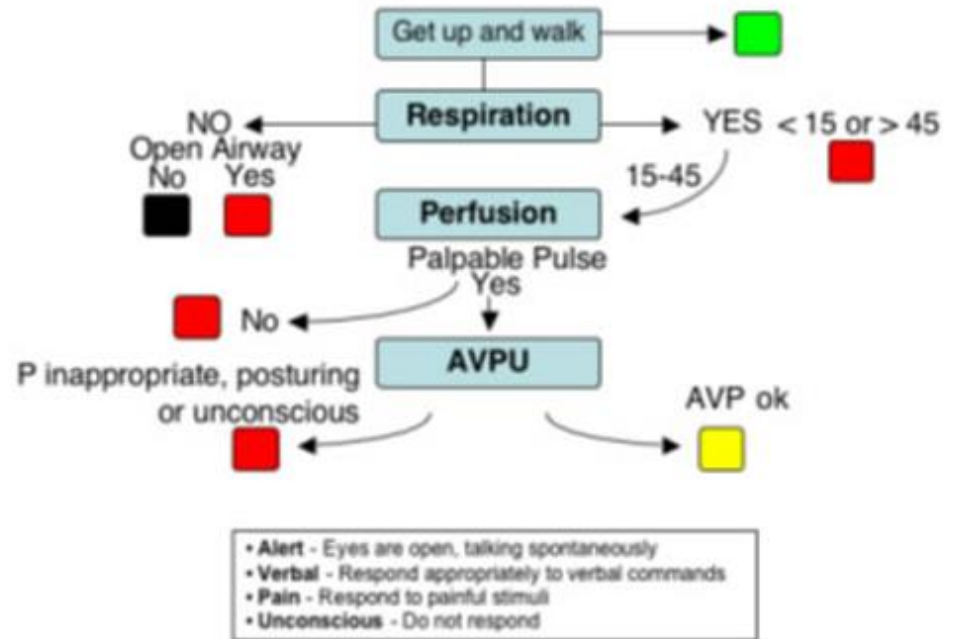 Get up and walk
Respiration
NO
YES < 15 or > 45
Open Airway
No Yes
15-45
Perfusion
Palpable Pulse
Yes
No
AVPU
P inappropriate, posturing
or unconscious
AVP ok
• Alert - Eyes are open, talking spontaneously
• Verbal - Respond appropriately to verbal commands
• Pain - Respond to painful stimuli
• Unconscious - Do not respond